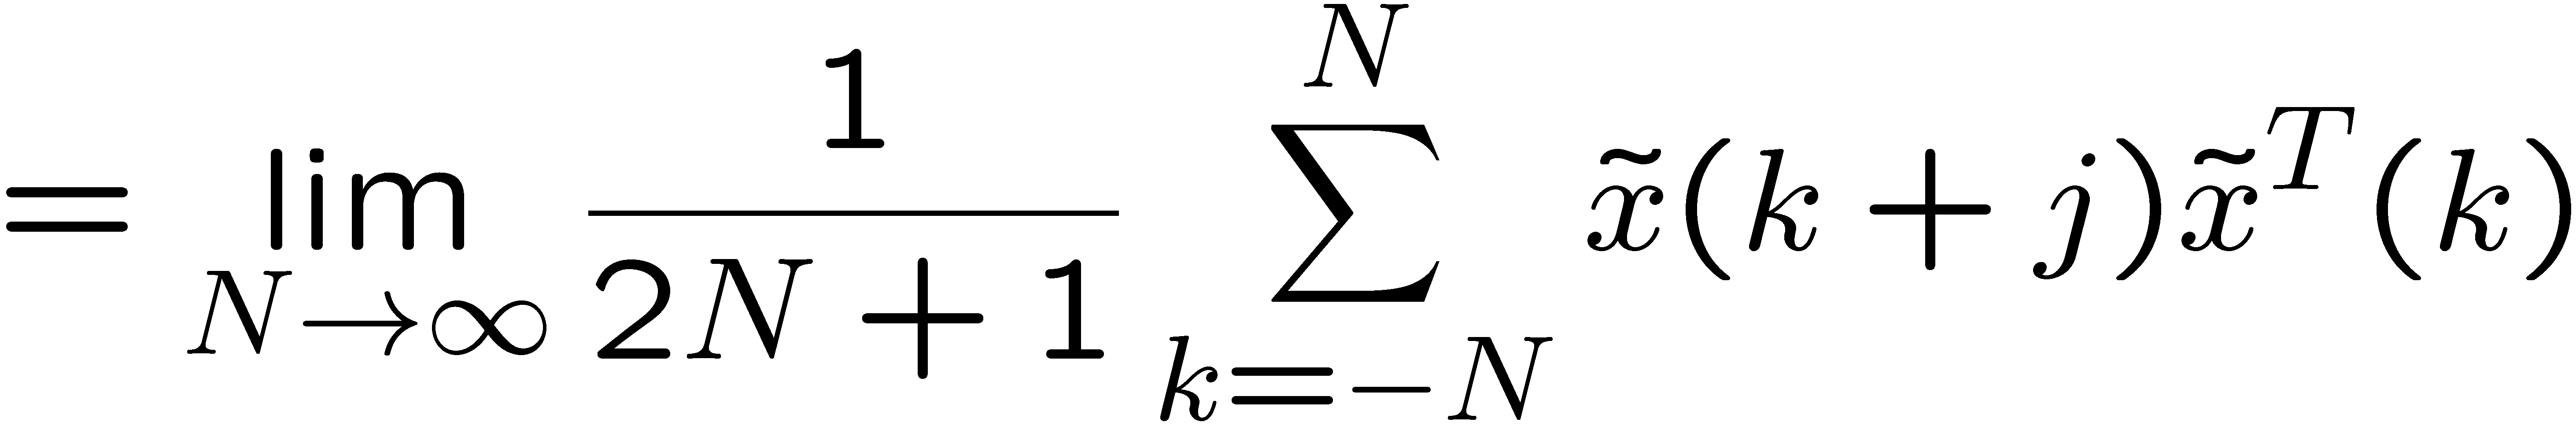 $= \lim_{N \to \infty} \frac{1}{2N+1} \sum_{k=-N}^{N} \tilde{x}(k+j)\tilde{x}^T(k)$